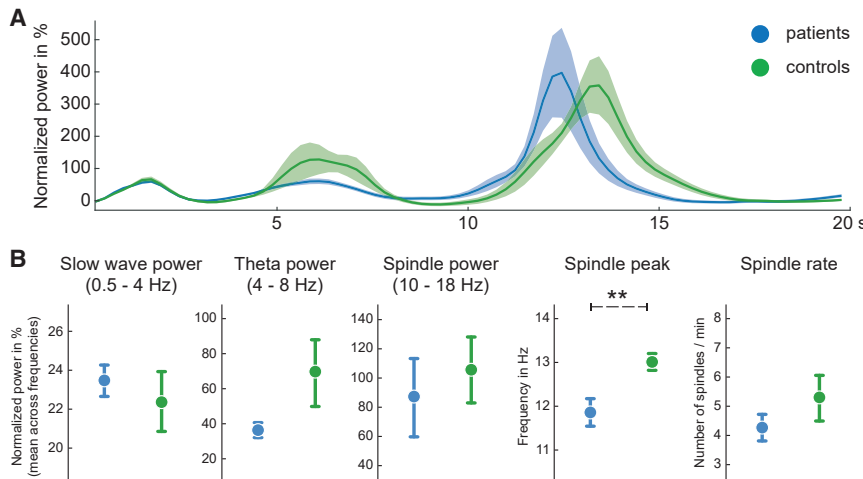 A
Normalized power in %
500
400
300
200
100
0
5
10
15
20 s
patients
controls
B
Slow wave power
(0.5 - 4 Hz)
Normalized power in %
(mean across frequencies)
26
24
22
20
Theta power
(4 - 8 Hz)
100
80
60
40
20
Spindle power
(10 - 18 Hz)
140
120
100
80
60
40
Spindle peak
**
Frequency in Hz
14
13
12
11
Spindle rate
Number of spindles / min
8
7
6
5
4
3